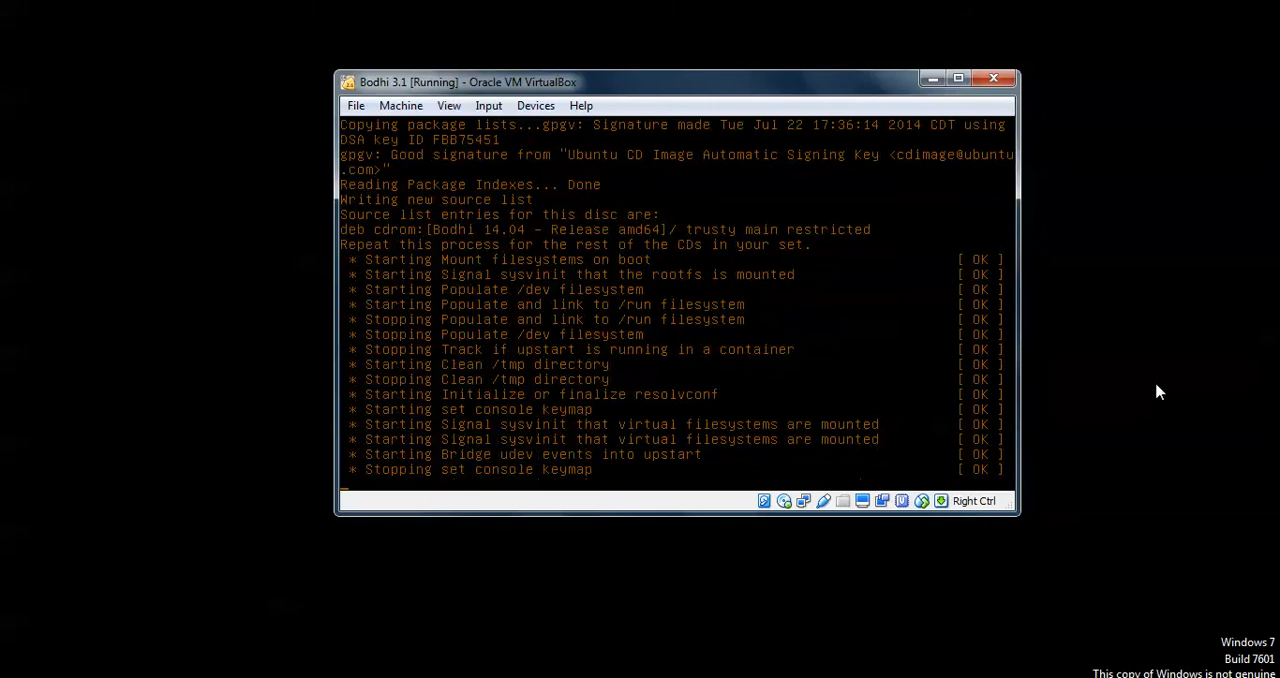 Bodhi 3.1 [Running] - Oracle VM VirtualBox
File Machine View Input Devices Help
Copying package lists...gpgv: Signature made Tue Jul 22 17:36:14 2014 CDT using
DSA key ID FBB75451
gpgv: Good signature from "Ubuntu CD Image Automatic Signing Key <cdimage@ubuntu
.com>"
Reading Package Indexes... Done
Writing new source list
Source list entries for this disc are:
deb cdrom:[Bodhi 14.04 - Release amd64]/ trusty main restricted
Repeat this process for the rest of the CDs in your set.
* Starting Mount filesystems on boot [ OK ]
* Starting Signal sysvinit that the rootfs is mounted [ OK ]
* Starting Populate /dev filesystem [ OK ]
* Starting Populate and link to /run filesystem [ OK ]
* Stopping Populate and link to /run filesystem [ OK ]
* Stopping Populate /dev filesystem [ OK ]
* Stopping Track if upstart is running in a container [ OK ]
* Starting Clean /tmp directory [ OK ]
* Stopping Clean /tmp directory [ OK ]
* Starting Initialize or finalize resolvconf [ OK ]
* Starting set console keymap [ OK ]
* Starting Signal sysvinit that virtual filesystems are mounted [ OK ]
* Starting Signal sysvinit that virtual filesystems are mounted [ OK ]
* Starting Bridge udev events into upstart [ OK ]
* Stopping set console keymap [ OK ]
Right Ctrl
Windows 7
Build 7601
This copy of Windows is not genuine